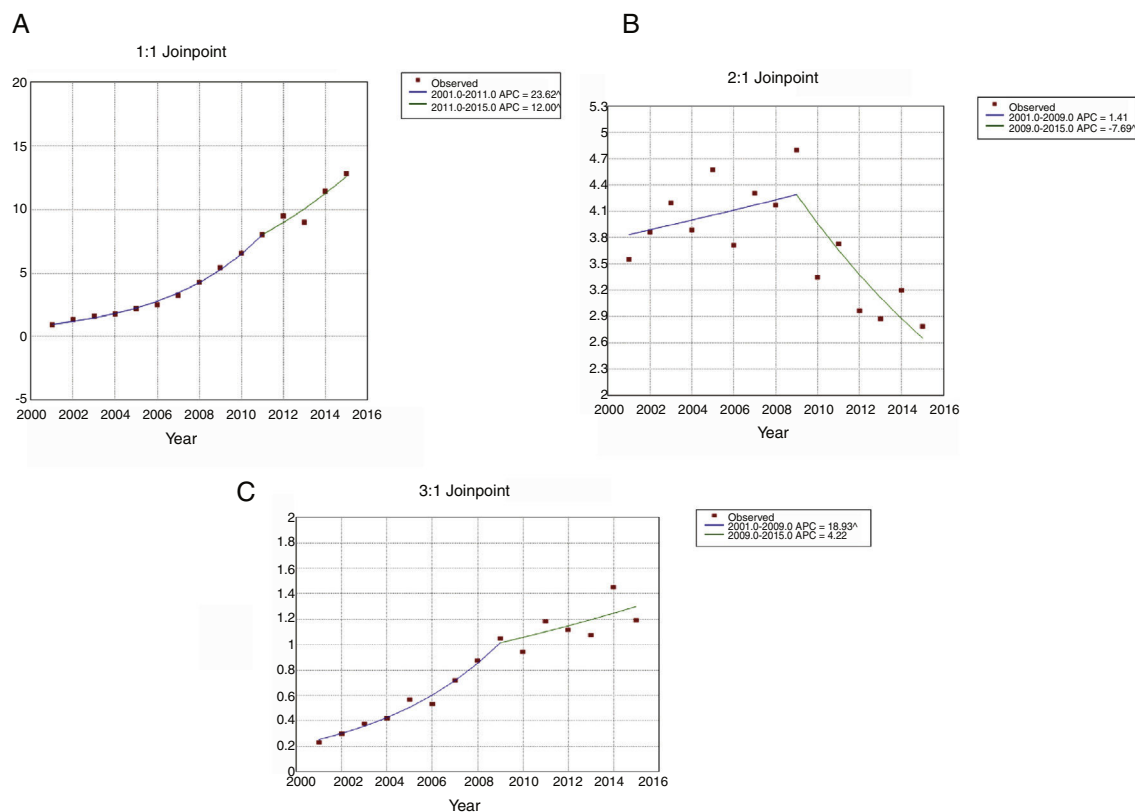 A
1:1 Joinpoint
20
15
10
5
0
-5
2000 2002 2004 2006 2008 2010 2012 2014 2016
Year
Observed
2001.0-2011.0 APC = 23.62^
2011.0-2015.0 APC = 12.00^
B
2:1 Joinpoint
5.3
5
4.7
4.4
4.1
3.8
3.5
3.2
2.9
2.6
2.3
2
2000 2002 2004 2006 2008 2010 2012 2014 2016
Year
Observed
2001.0-2009.0 APC = 1.41
2009.0-2015.0 APC = -7.69^
C
3:1 Joinpoint
2
1.8
1.6
1.4
1.2
1
0.8
0.6
0.4
0.2
0
2000 2002 2004 2006 2008 2010 2012 2014 2016
Year
Observed
2001.0-2009.0 APC = 18.93^
2009.0-2015.0 APC = 4.22